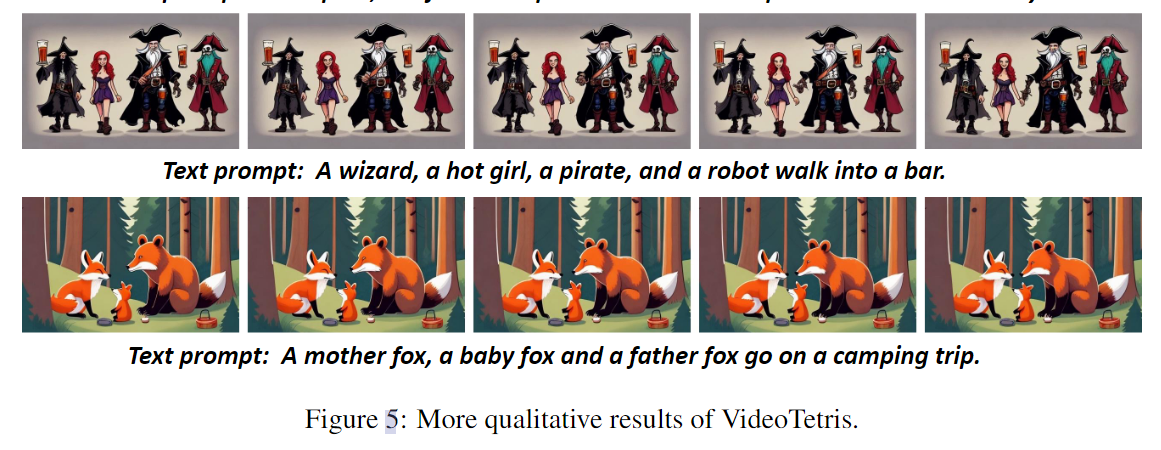 Text prompt: A wizard, a hot girl, a pirate, and a robot walk into a bar.
Text prompt: A mother fox, a baby fox and a father fox go on a camping trip.
Figure 5: More qualitative results of VideoTetris.